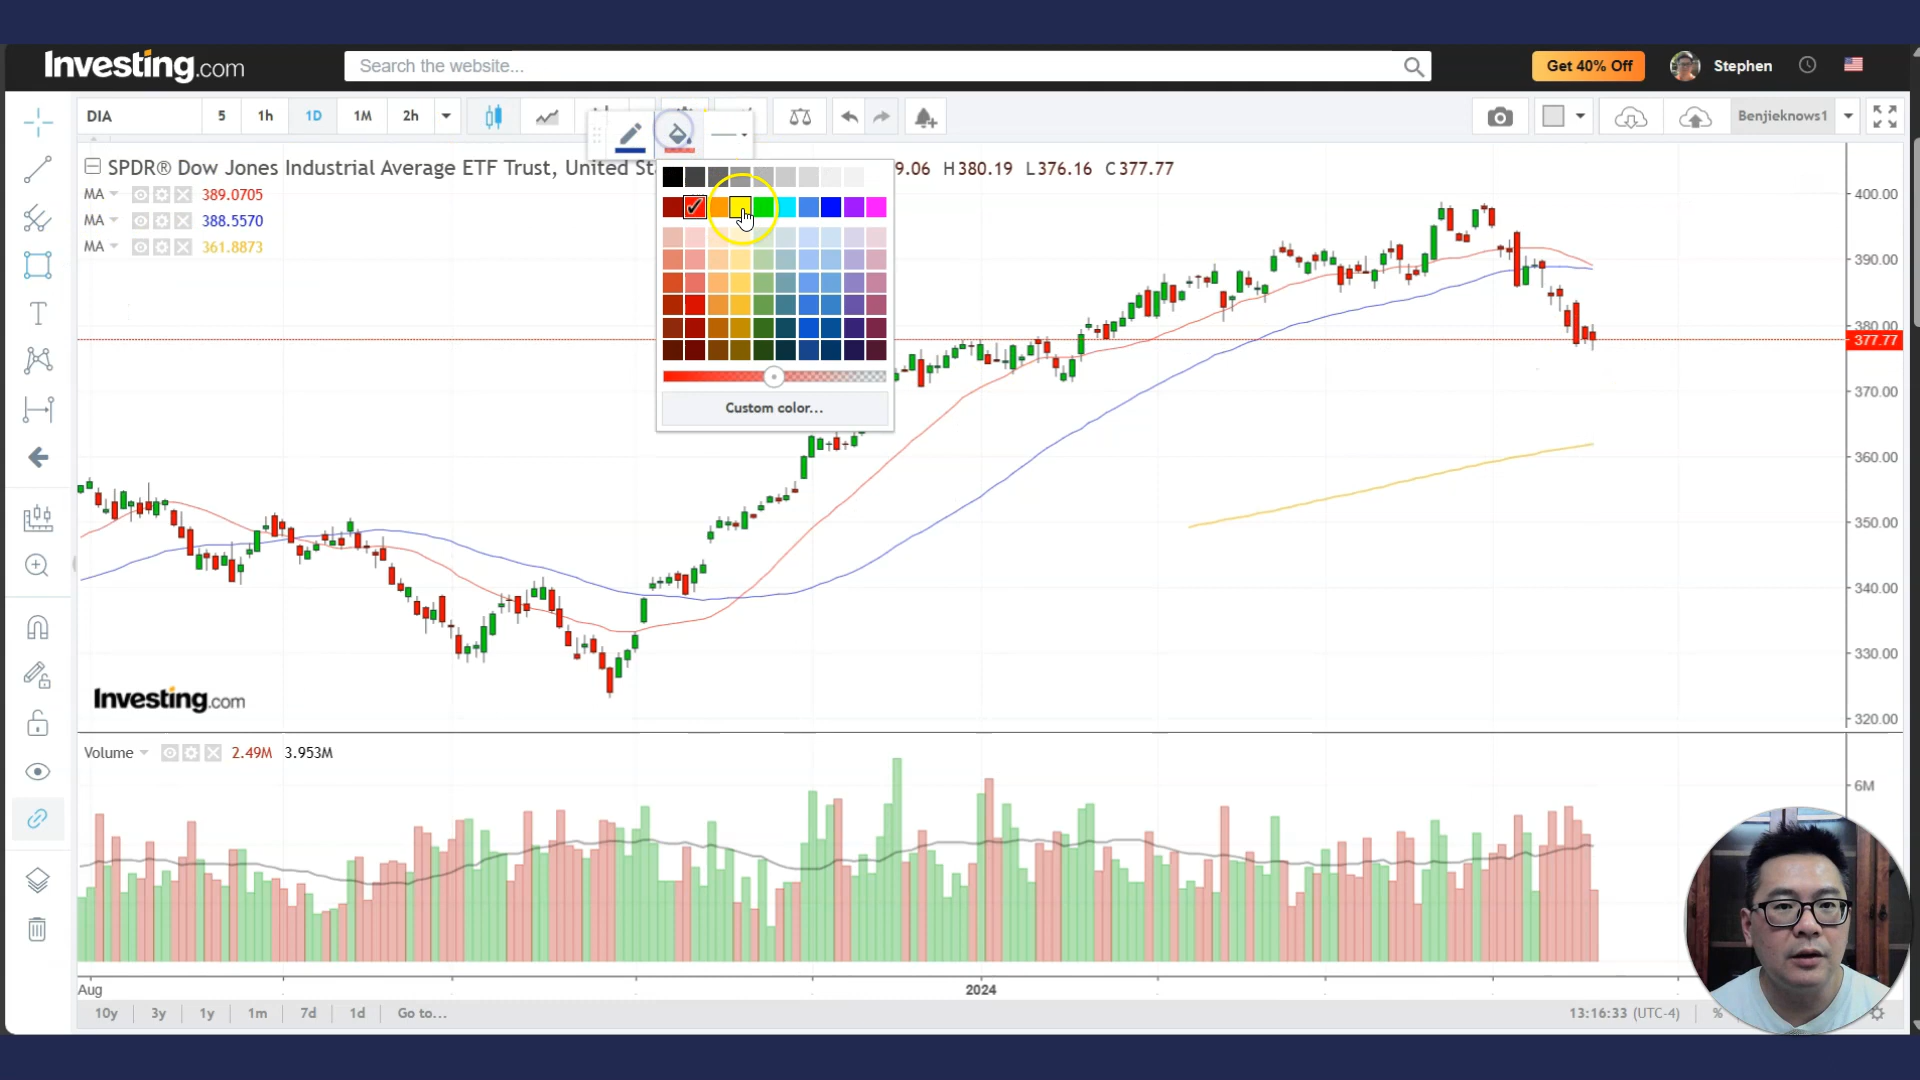 Investing.com
Search the website...
Get 40% Off
Stephen
DIA
5
1h
1D
1M
2h
Benjieknows1
SPDR® Dow Jones Industrial Average ETF Trust, United St
9.06 H380.19 L376.16 C377.77
MA 389.0705
MA 388.5570
MA 361.8873
Custom color...
400.00
390.00
380.00
377.77
370.00
360.00
350.00
340.00
330.00
320.00
Investing.com
Volume 2.49M 3.953M
6M
Aug
2024
10y
3y
1y
1m
7d
1d
Go to...
13:16:33 (UTC-4)
%